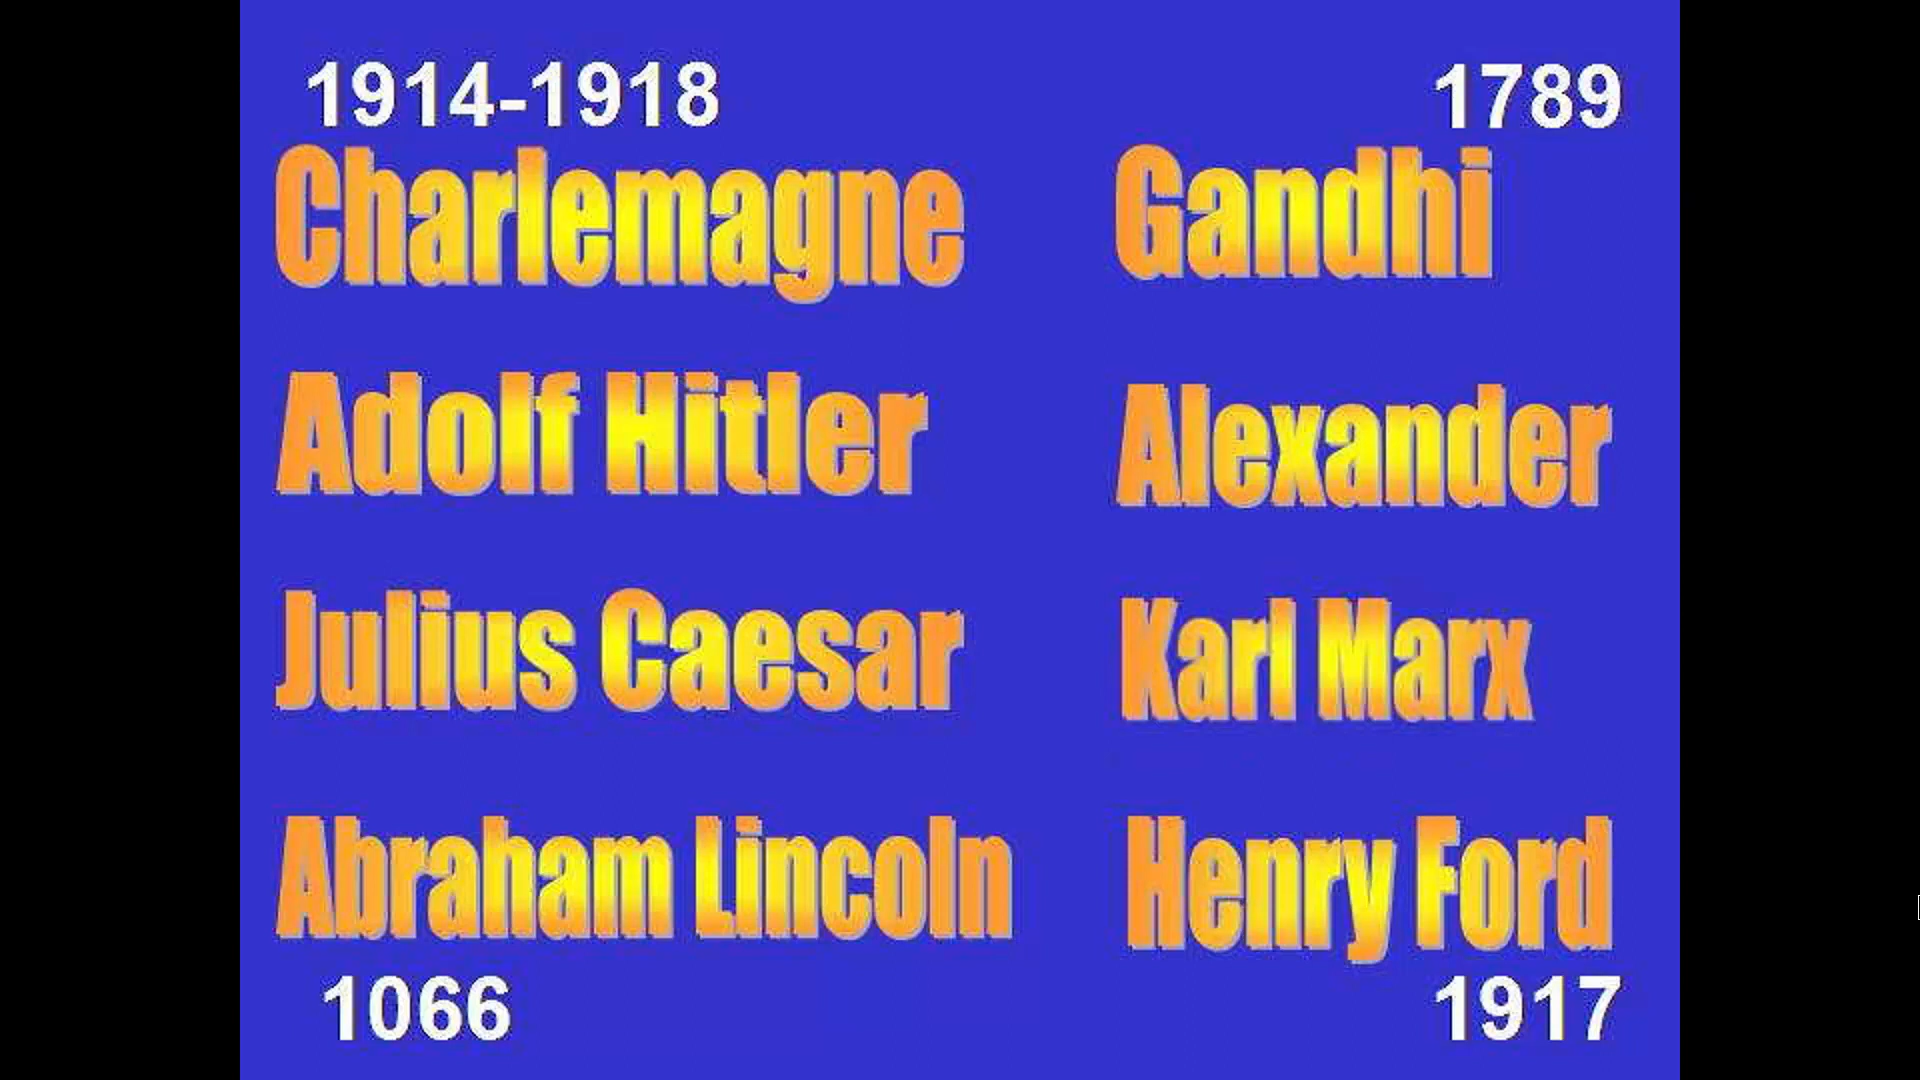 1914-1918 1789
Charlemagne Gandhi
Adolf Hitler Alexander
Julius Caesar Karl Marx
Abraham Lincoln Henry Ford
1066 1917